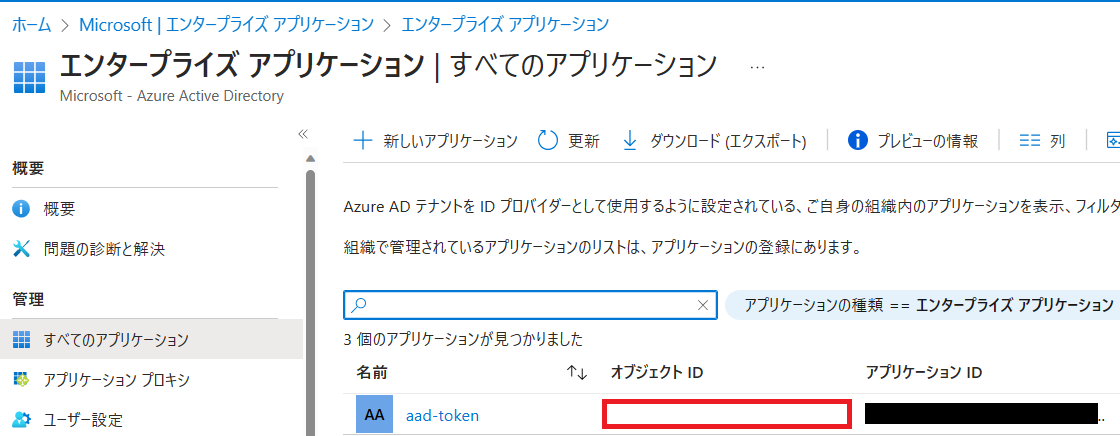 ホーム > Microsoft | エンタープライズ アプリケーション > エンタープライズ アプリケーション
エンタープライズ アプリケーション | すべてのアプリケーション ...
Microsoft - Azure Active Directory
«
概要
概要
問題の診断と解決
管理
すべてのアプリケーション
アプリケーション プロキシ
ユーザー設定
新しいアプリケーション 更新 ダウンロード (エクスポート) プレビューの情報 列
Azure AD テナントを ID プロバイダーとして使用するように設定されている、ご自身の組織内のアプリケーションを表示、フィルタ
組織で管理されているアプリケーションのリストは、アプリケーションの登録にあります。
アプリケーションの種類 == エンタープライズ アプリケーション
3 個のアプリケーションが見つかりました
名前 ↑↓ オブジェクト ID アプリケーション ID
AA aad-token ..